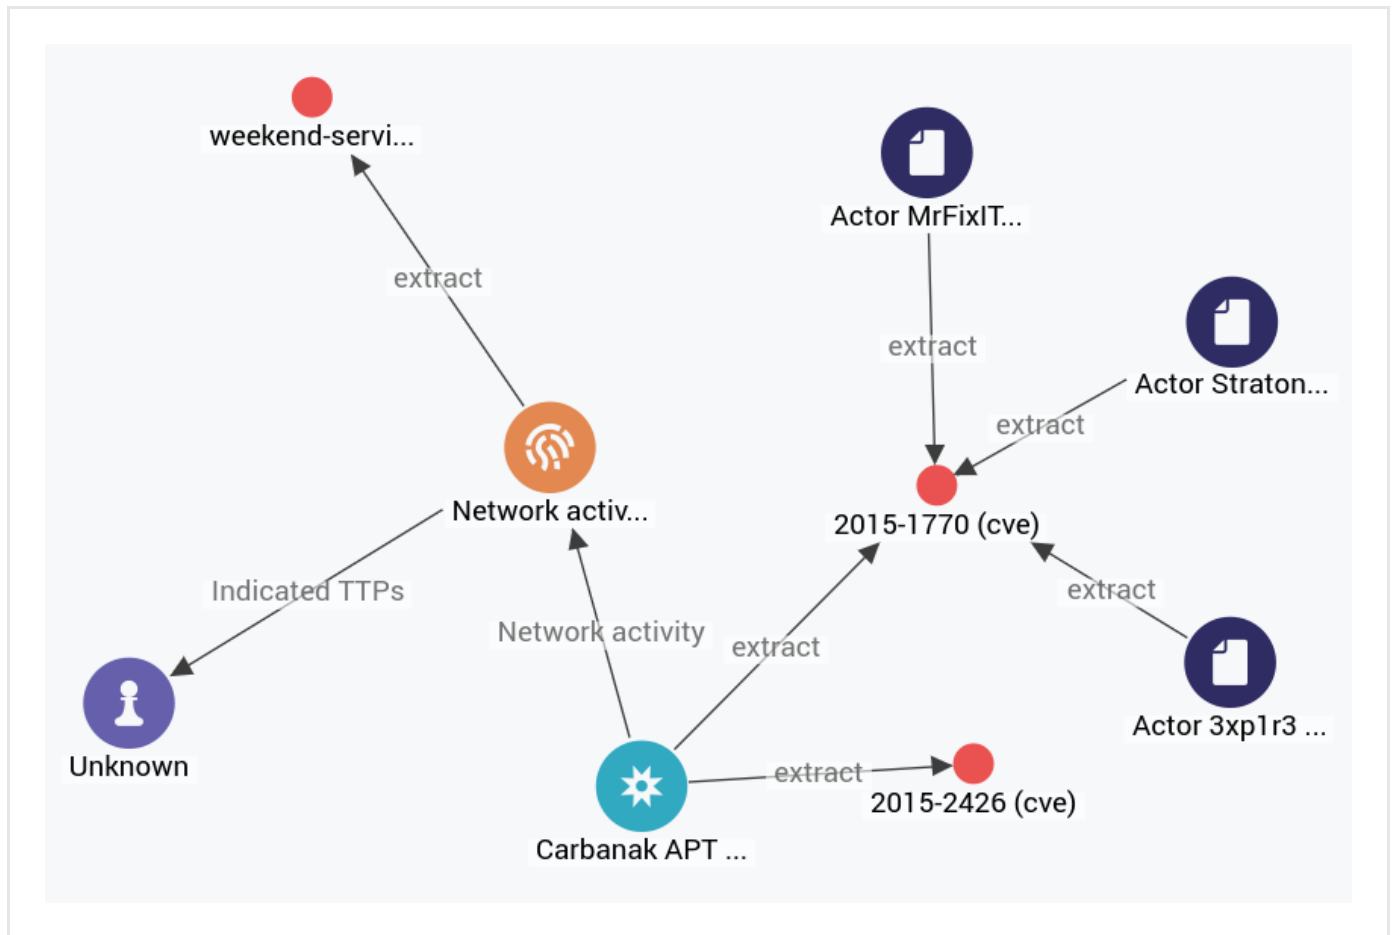 weekend-servi...
Actor MrFixIT...
extract
extract
Actor Straton...
extract
Network activ...
2015-1770 (cve)
Indicated TTPs
extract
Network activity
extract
Actor 3xp1r3 ...
Unknown
extract
2015-2426 (cve)
Carbanak APT ...